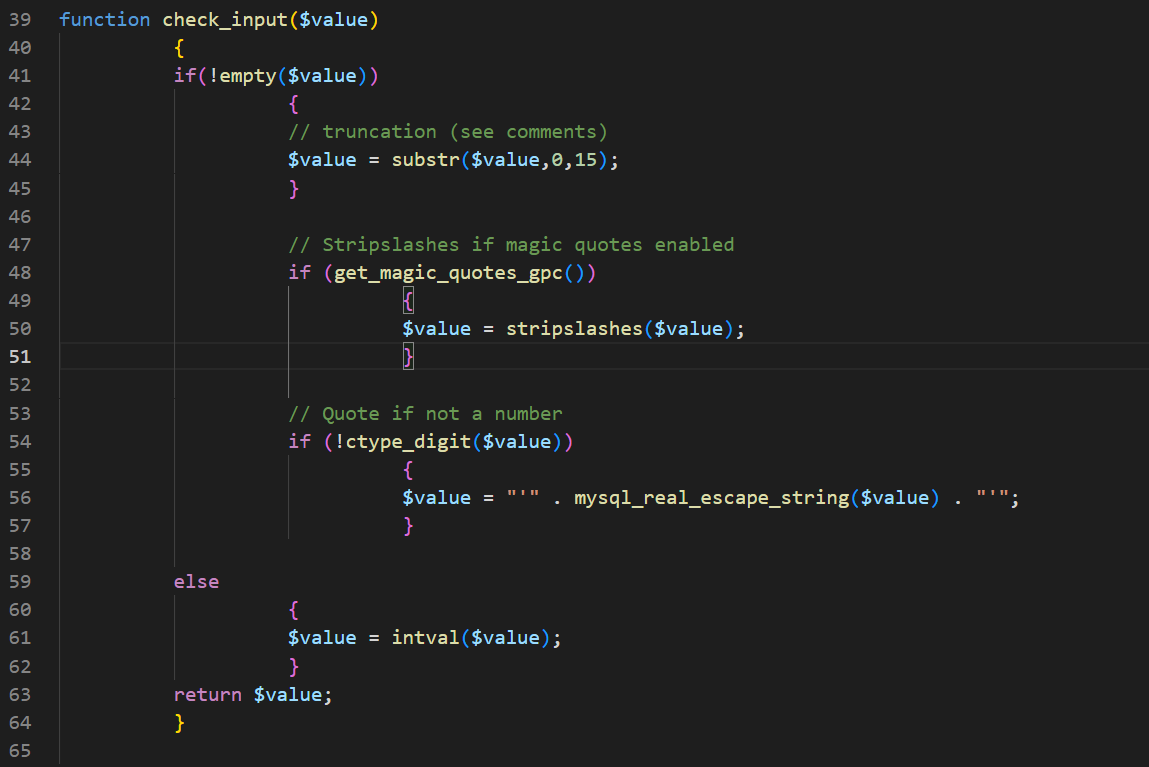 39 function check_input($value)
40 {
41 if(!empty($value))
42 {
43 // truncation (see comments)
44 $value = substr($value,0,15);
45 }
46
47 // Stripslashes if magic quotes enabled
48 if (get_magic_quotes_gpc())
49 {
50 $value = stripslashes($value);
51 }
52
53 // Quote if not a number
54 if (!ctype_digit($value))
55 {
56 $value = "'" . mysql_real_escape_string($value) . "'";
57 }
58
59 else
60 {
61 $value = intval($value);
62 }
63 return $value;
64 }
65